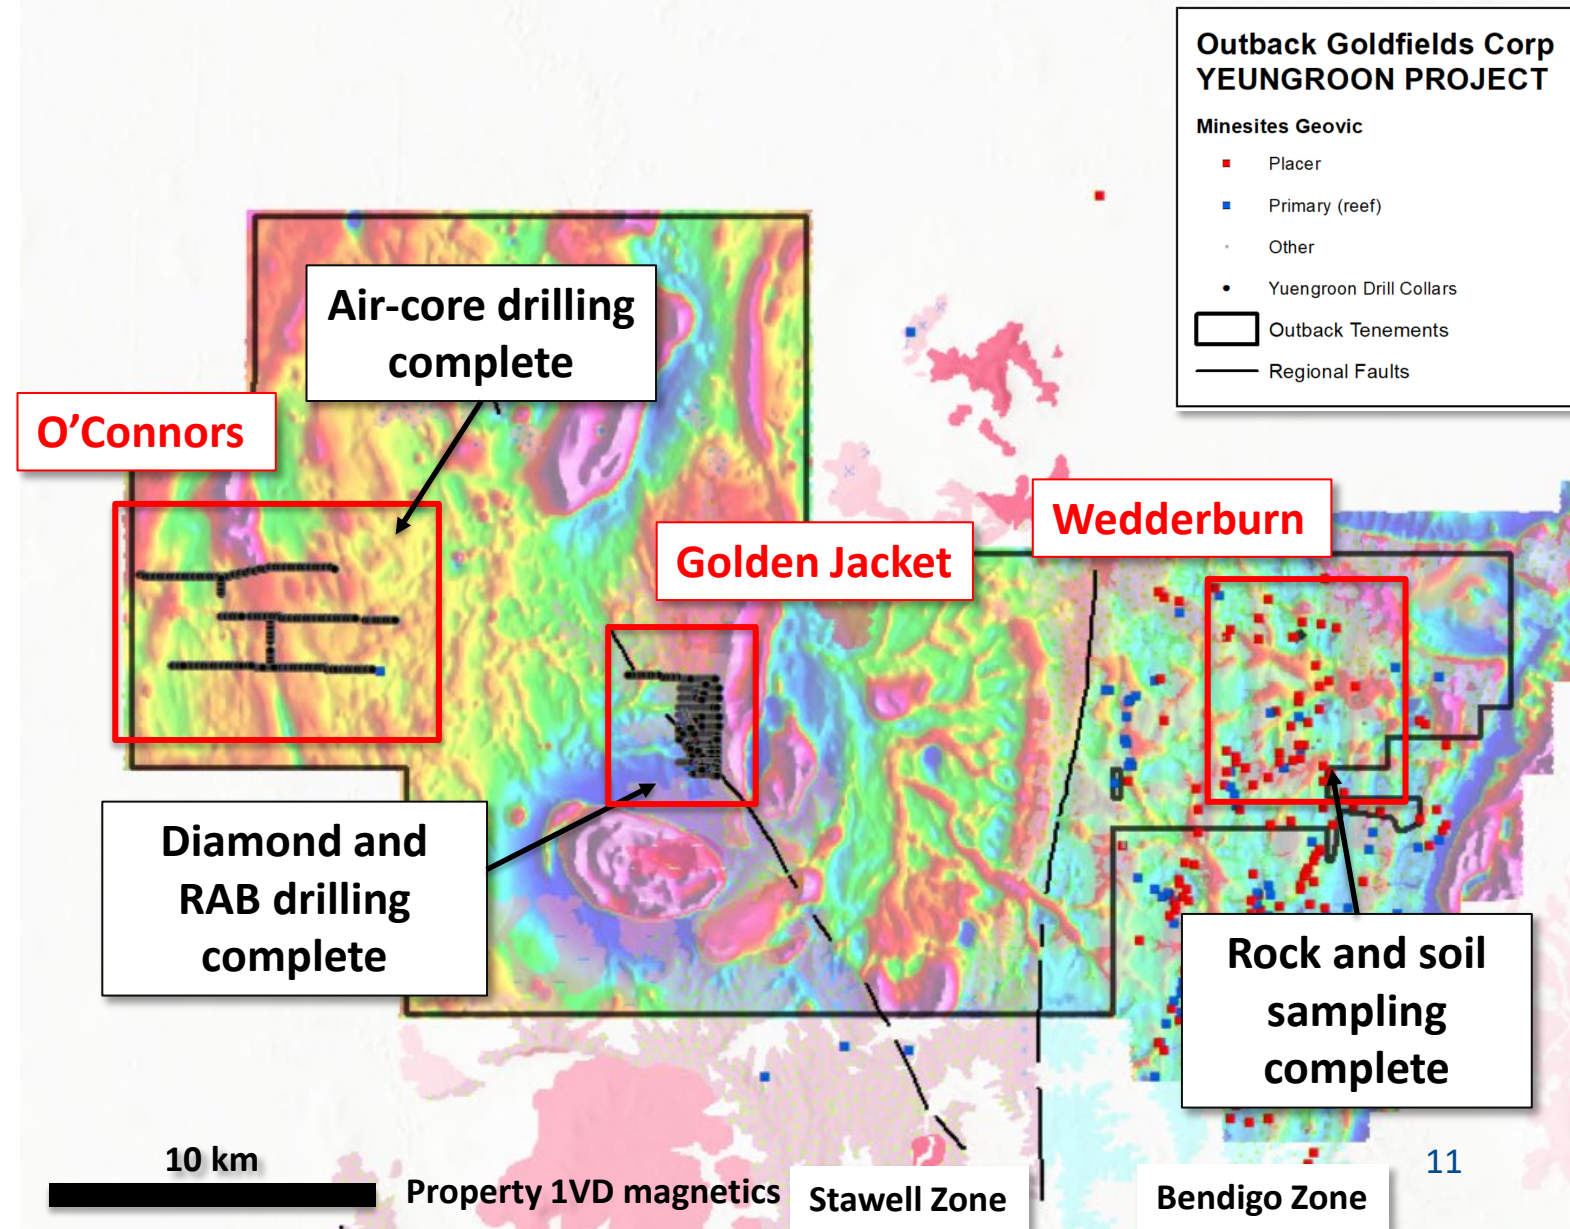 Outback Goldfields Corp
YEUNGROON PROJECT
Minesites Geovic
Placer
Primary (reef)
Other
Yuengroon Drill Collars
Outback Tenements
Regional Faults
Air-core drilling
complete
O’Connors
Golden Jacket
Wedderburn
Diamond and
RAB drilling
complete
Rock and soil
sampling
complete
10 km
Property 1VD magnetics
Stawell Zone
Bendigo Zone
11